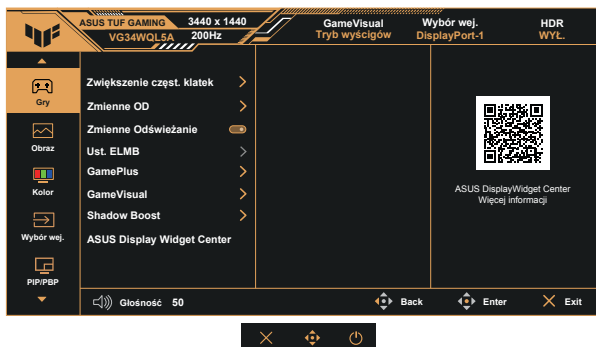 ASUS TUF GAMING 3440 x 1440
VG34WQL5A 200Hz
GameVisual
Tryb wyścigów
Wybór wej.
DisplayPort-1
HDR
WYŁ.
Gry
Obraz
Kolor
Wybór wej.
PIP/PBP
Zwiększenie częst. klatek
Zmienne OD
Zmienne Odświeżanie
Ust. ELMB
GamePlus
GameVisual
Shadow Boost
ASUS Display Widget Center
ASUS DisplayWidget Center
Więcej informacji
Głośność 50
Back
Enter
Exit